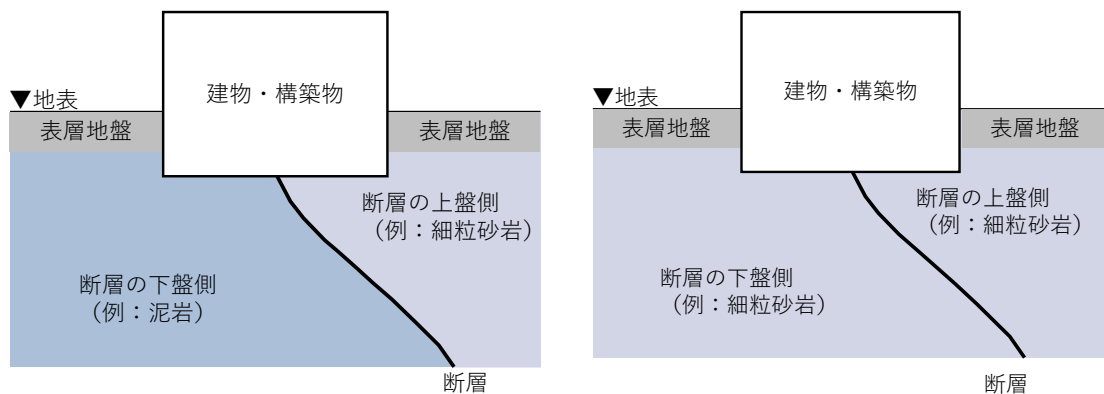 建物・構築物
▼地表
表層地盤
表層地盤
断層の上盤側
（例：細粒砂岩）
断層の下盤側
（例：泥岩）
断層
建物・構築物
▼地表
表層地盤
表層地盤
断層の上盤側
（例：細粒砂岩）
断層の下盤側
（例：細粒砂岩）
断層